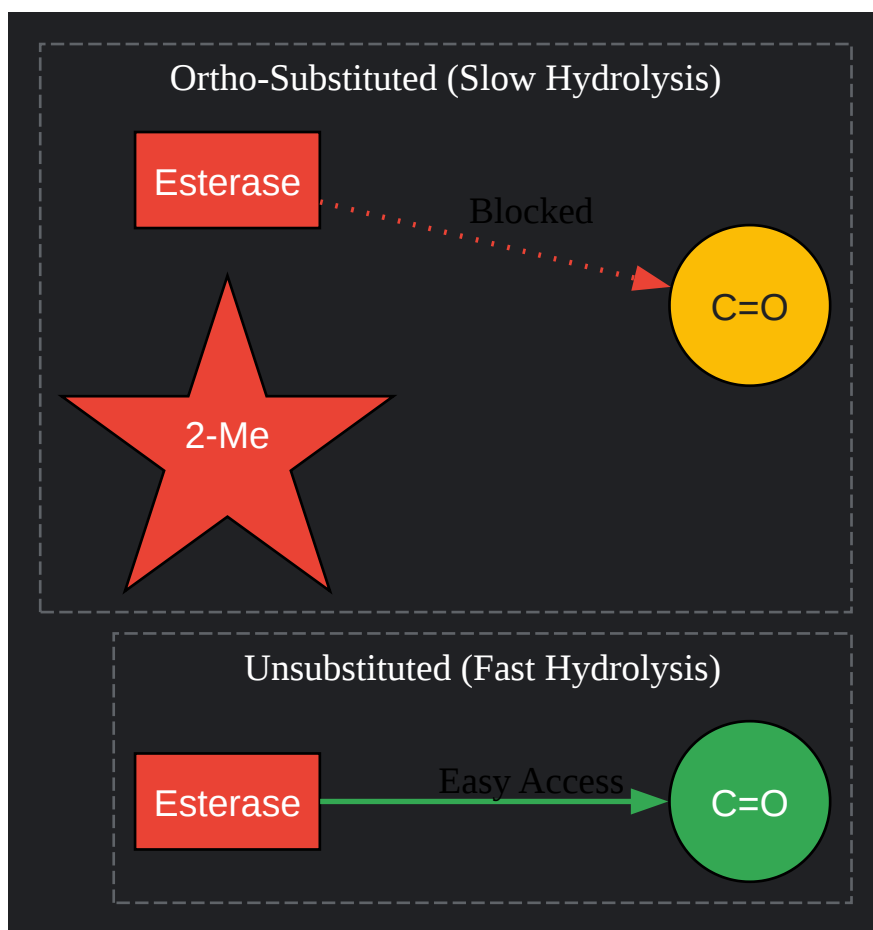 Ortho-Substituted (Slow Hydrolysis)
Esterase
Blocked
C=O
2-Me
Unsubstituted (Fast Hydrolysis)
Easy Access
Esterase
C=O